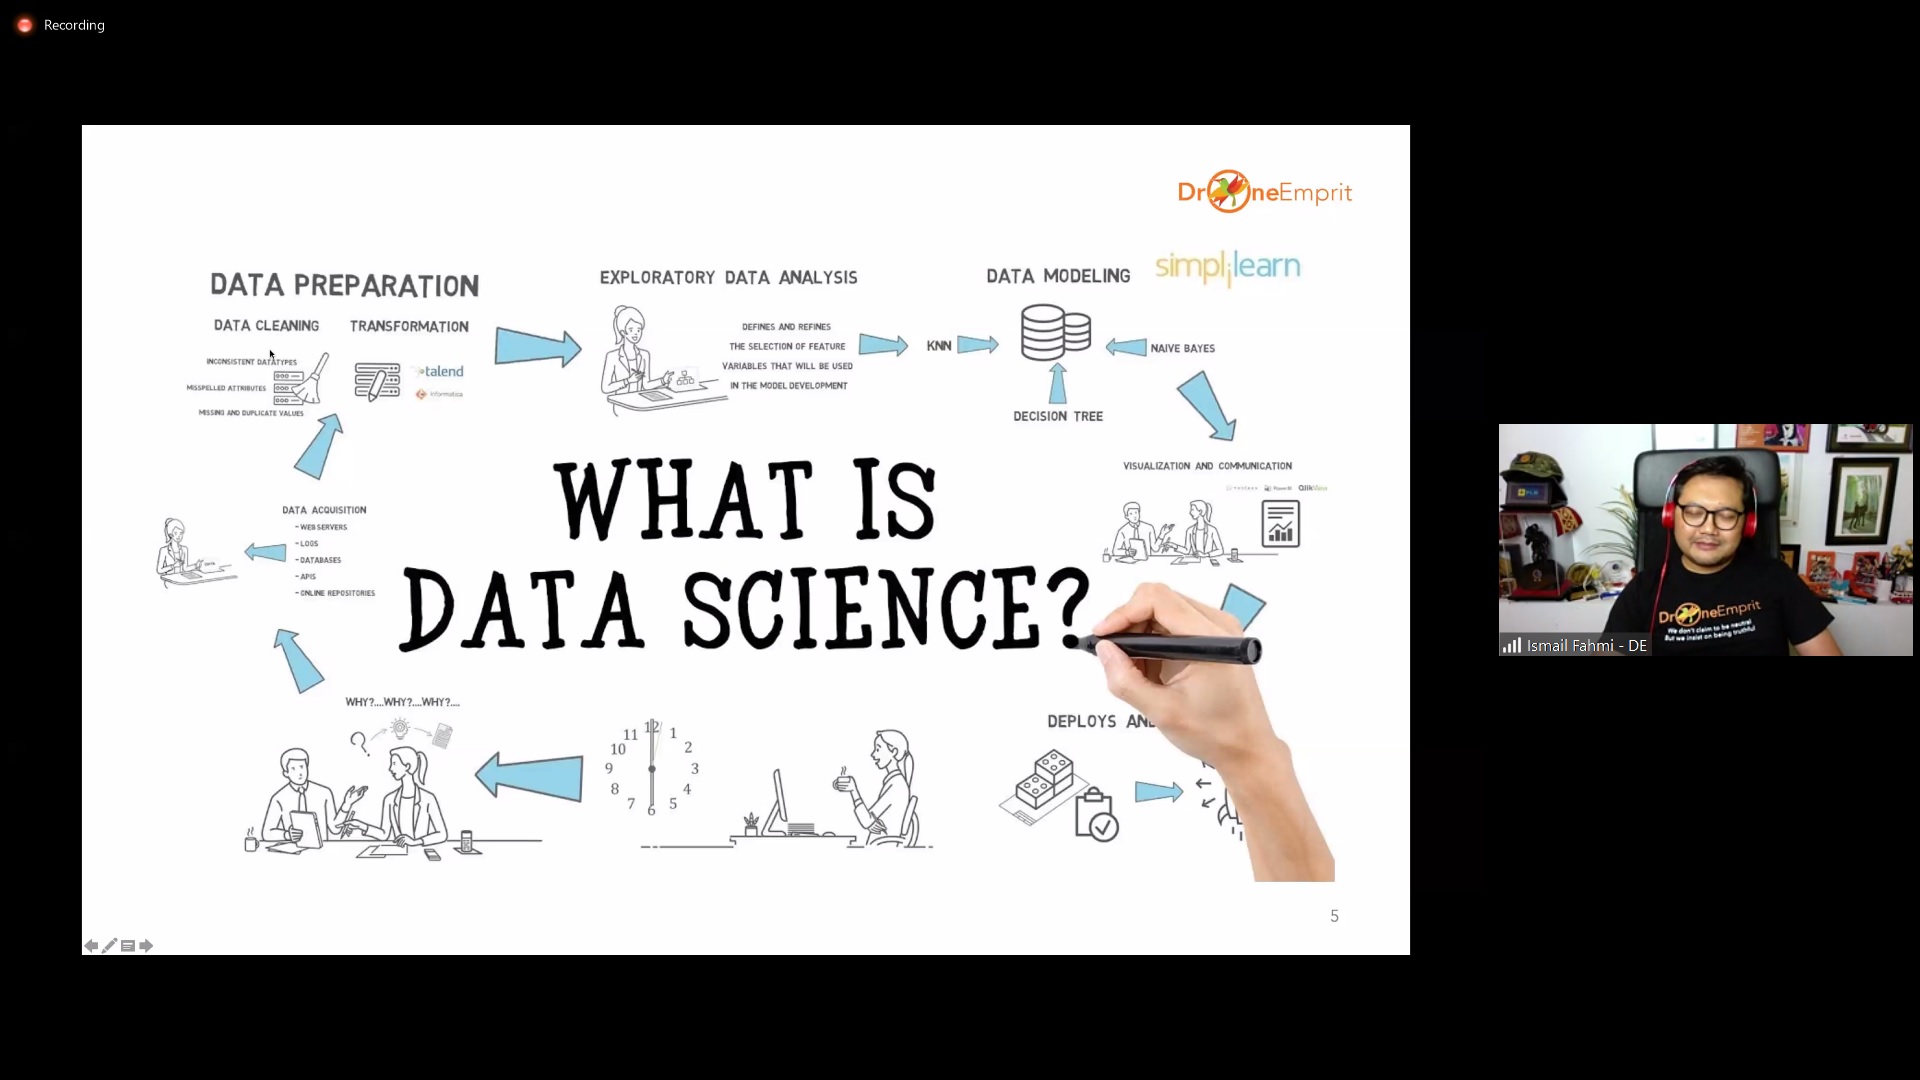 Recording
DroneEmprit
simplilearn
DATA PREPARATION
DATA CLEANING
TRANSFORMATION
INCONSISTENT DATATYPES
MISSPELLED ATTRIBUTES
MISSING AND DUPLICATE VALUES
talend
Informatica
EXPLORATORY DATA ANALYSIS
DEFINES AND REFINES
THE SELECTION OF FEATURE
VARIABLES THAT WILL BE USED
IN THE MODEL DEVELOPMENT
DATA MODELING
KNN
NAIVE BAYES
DECISION TREE
VISUALIZATION AND COMMUNICATION
Power BI
QlikView
WHAT IS
DATA SCIENCE?
DATA ACQUISITION
- WEB SERVERS
- LOGS
- DATABASES
- APIS
- ONLINE REPOSITORIES
WHY?....WHY?....WHY?....
12
1
2
3
4
5
6
7
8
9
10
11
DEPLOYS AND
5
DroneEmprit
We don't claim to be neutral
But we insist on being truthful
Ismail Fahmi - DE